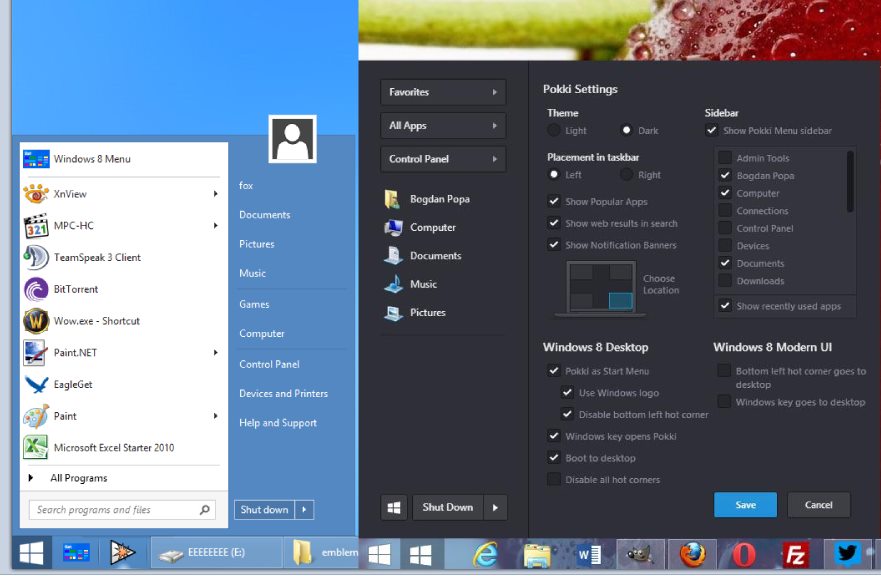 Windows 8 Menu
XnView
MPC-HC
TeamSpeak 3 Client
BitTorrent
Wow.exe - Shortcut
Paint.NET
EagleGet
Paint
Microsoft Excel Starter 2010
All Programs
Search programs and files
fox
Documents
Pictures
Music
Games
Computer
Control Panel
Devices and Printers
Help and Support
Shut down
EEEEEEEE (E:)
emblem
Favorites
All Apps
Control Panel
Bogdan Popa
Computer
Documents
Music
Pictures
Shut Down
Pokki Settings
Theme
Light Dark
Placement in taskbar
Left Right
Show Popular Apps
Show web results in search
Show Notification Banners
Choose
Location
Sidebar
Show Pokki Menu sidebar
Admin Tools
Bogdan Popa
Computer
Connections
Control Panel
Devices
Documents
Downloads
Show recently used apps
Windows 8 Desktop
Pokki as Start Menu
Use Windows logo
Disable bottom left hot corner
Windows key opens Pokki
Boot to desktop
Disable all hot corners
Windows 8 Modern UI
Bottom left hot corner goes to
desktop
Windows key goes to desktop
Save Cancel